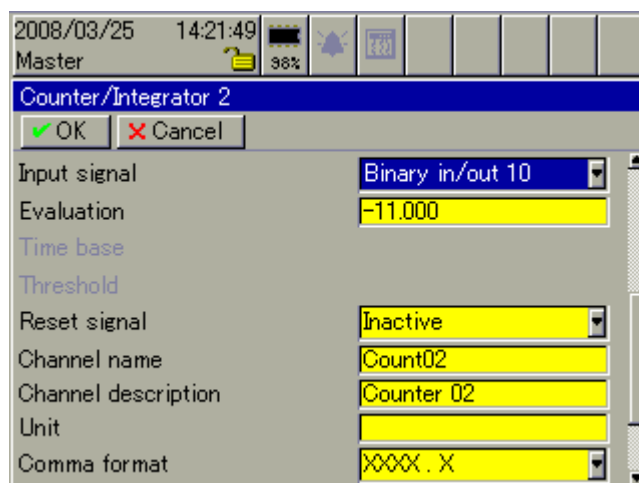 2008/03/25 14:21:49
Master 98%
Counter/Integrator 2
OK Cancel
Input signal Binary in/out 10
Evaluation -11.000
Time base
Threshold
Reset signal Inactive
Channel name Count02
Channel description Counter 02
Unit
Comma format XXXX . X